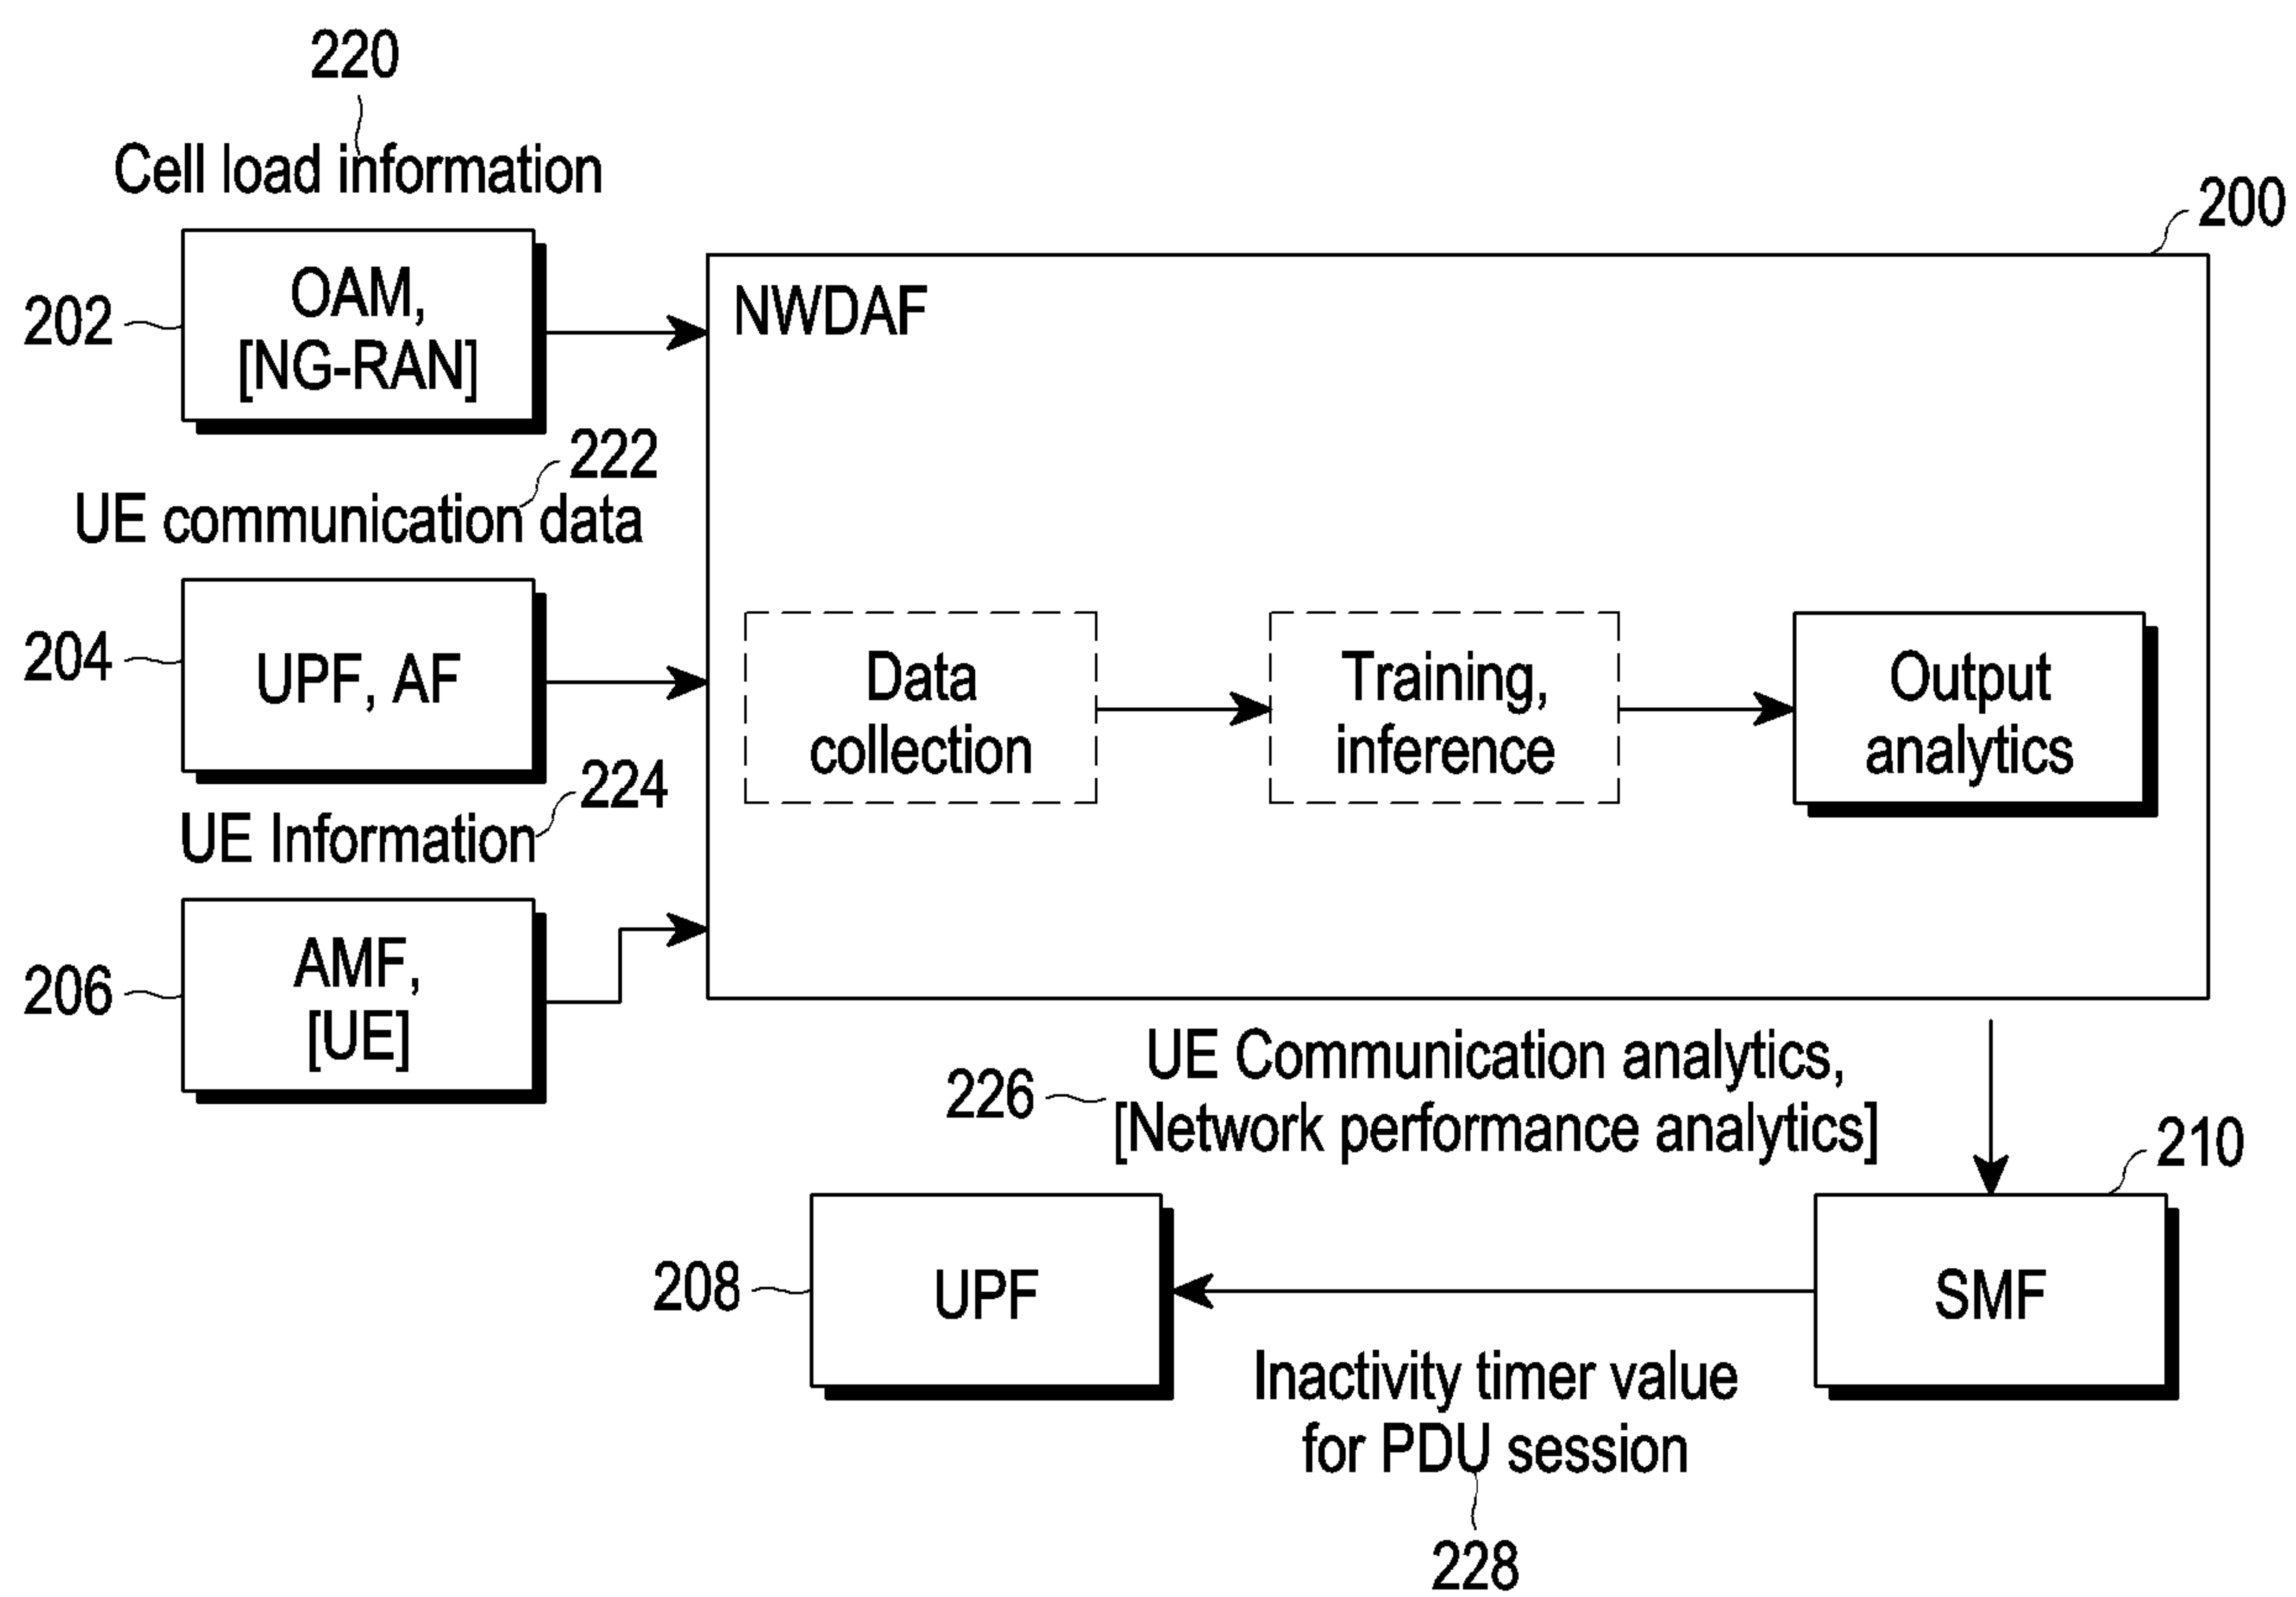 220
Cell load information
200
202
OAM,
[NG-RAN]
NWDAF
222
UE communication data
204
UPF, AF
Data
collection
Training,
inference
Output
analytics
224
UE Information
206
AMF,
[UE]
226
UE Communication analytics,
[Network performance analytics]
210
208
UPF
SMF
Inactivity timer value
for PDU session
228